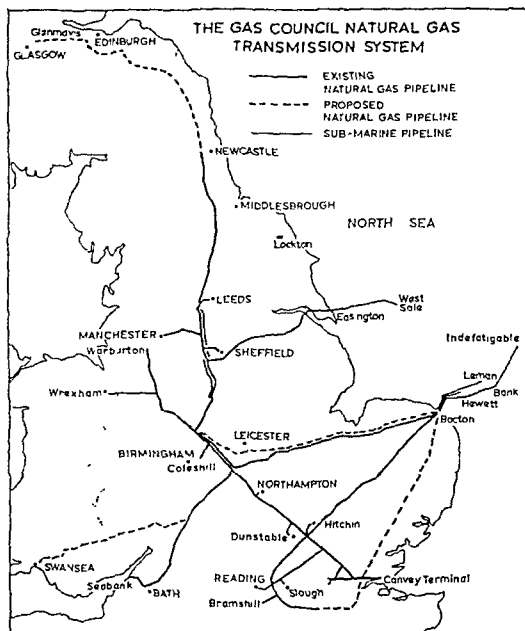 THE GAS COUNCIL NATURAL GAS
TRANSMISSION SYSTEM
EXISTING
NATURAL GAS PIPELINE
PROPOSED
NATURAL GAS PIPELINE
SUB-MARINE PIPELINE
Glenmavis
EDINBURGH
GLASGOW
NEWCASTLE
MIDDLESBROUGH
NORTH SEA
Lockton
LEEDS
West
Sole
Easington
MANCHESTER
Warburton
SHEFFIELD
Indefatigable
Leman
Bank
Hewett
Wrexham
Bacton
LEICESTER
BIRMINGHAM
Coleshill
NORTHAMPTON
Hitchin
Dunstable
SWANSEA
READING
Seabank
BATH
Slough
Canvey Terminal
Bramshill